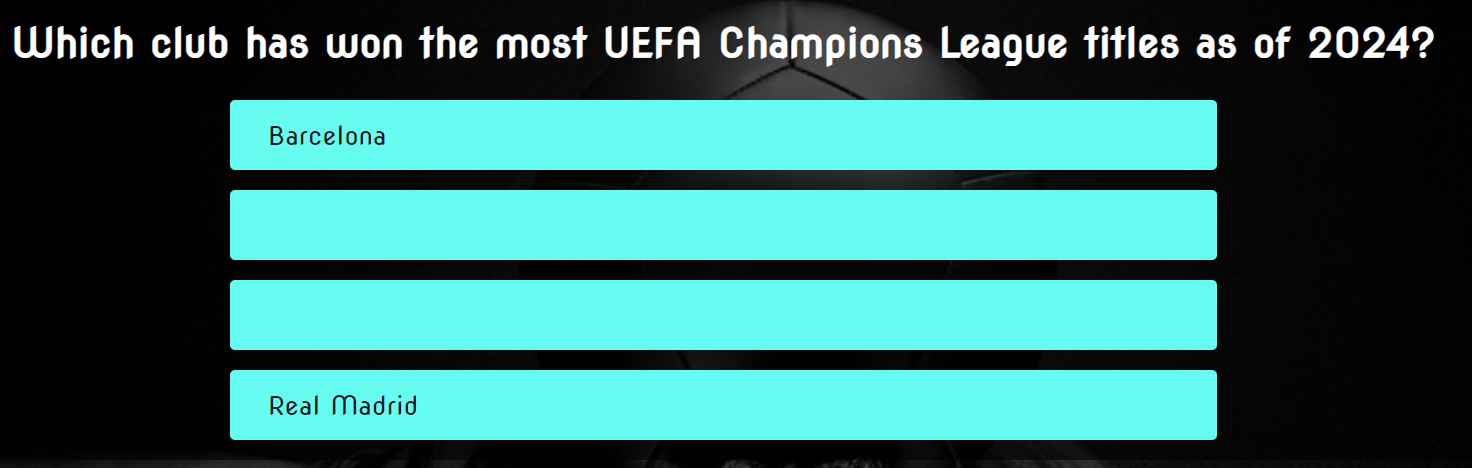 Which club has won the most UEFA Champions League titles as of 2024?
Barcelona
Real Madrid